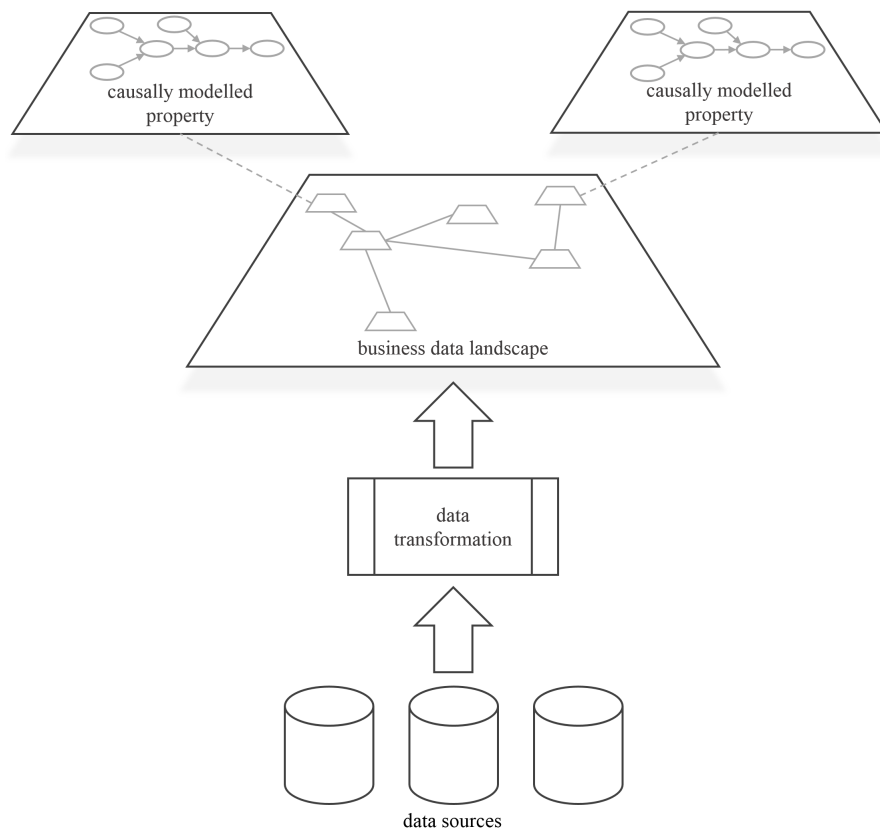 causally modelled
property
causally modelled
property
business data landscape
data
transformation
data sources